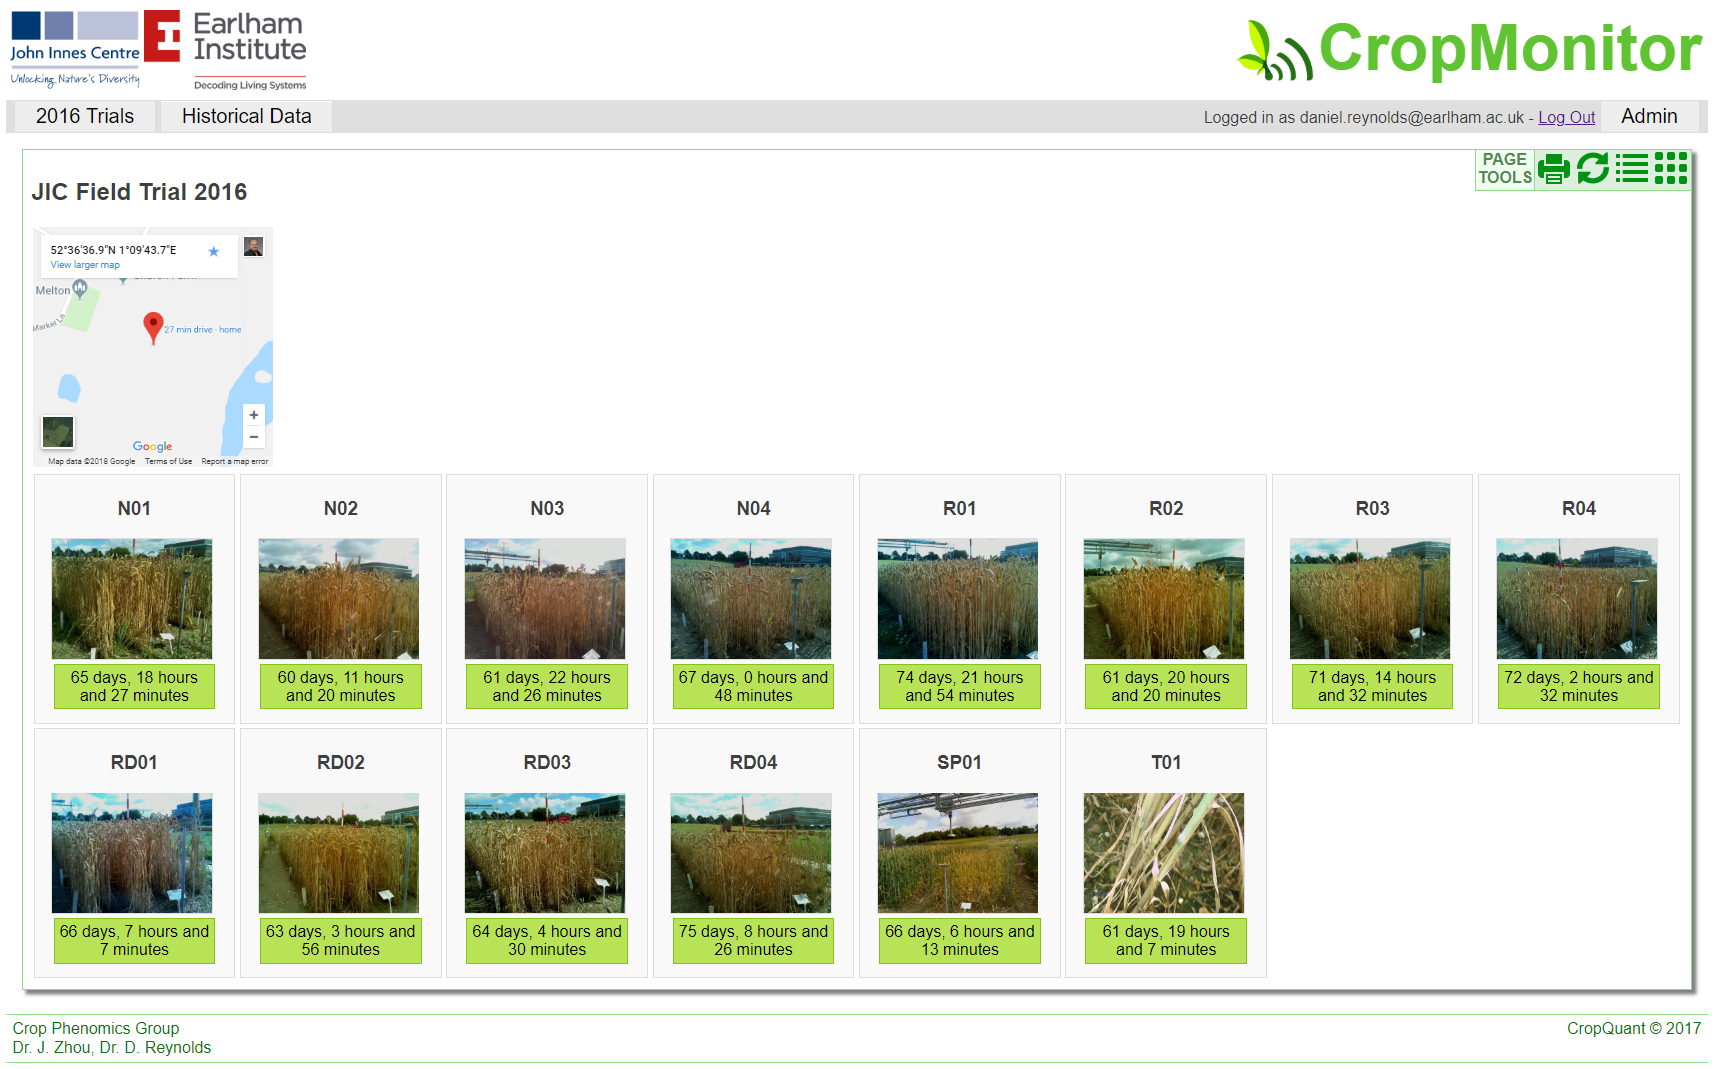 John Innes Centre
Unlocking Nature's Diversity
Earlham
Institute
Decoding Living Systems
CropMonitor
2016 Trials
Historical Data
Logged in as daniel.reynolds@earlham.ac.uk - Log Out
Admin
PAGE
TOOLS
JIC Field Trial 2016
52°36'36.9"N 1°09'43.7"E
View larger map
Melton
Market Ln
27 min drive - home
Google
Map data ©2018 Google Terms of Use Report a map error
N01
N02
N03
N04
R01
R02
R03
R04
65 days, 18 hours
and 27 minutes
60 days, 11 hours
and 20 minutes
61 days, 22 hours
and 26 minutes
67 days, 0 hours and
48 minutes
74 days, 21 hours
and 54 minutes
61 days, 20 hours
and 20 minutes
71 days, 14 hours
and 32 minutes
72 days, 2 hours and
32 minutes
RD01
RD02
RD03
RD04
SP01
T01
66 days, 7 hours and
7 minutes
63 days, 3 hours and
56 minutes
64 days, 4 hours and
30 minutes
75 days, 8 hours and
26 minutes
66 days, 6 hours and
13 minutes
61 days, 19 hours
and 7 minutes
Crop Phenomics Group
Dr. J. Zhou, Dr. D. Reynolds
CropQuant © 2017